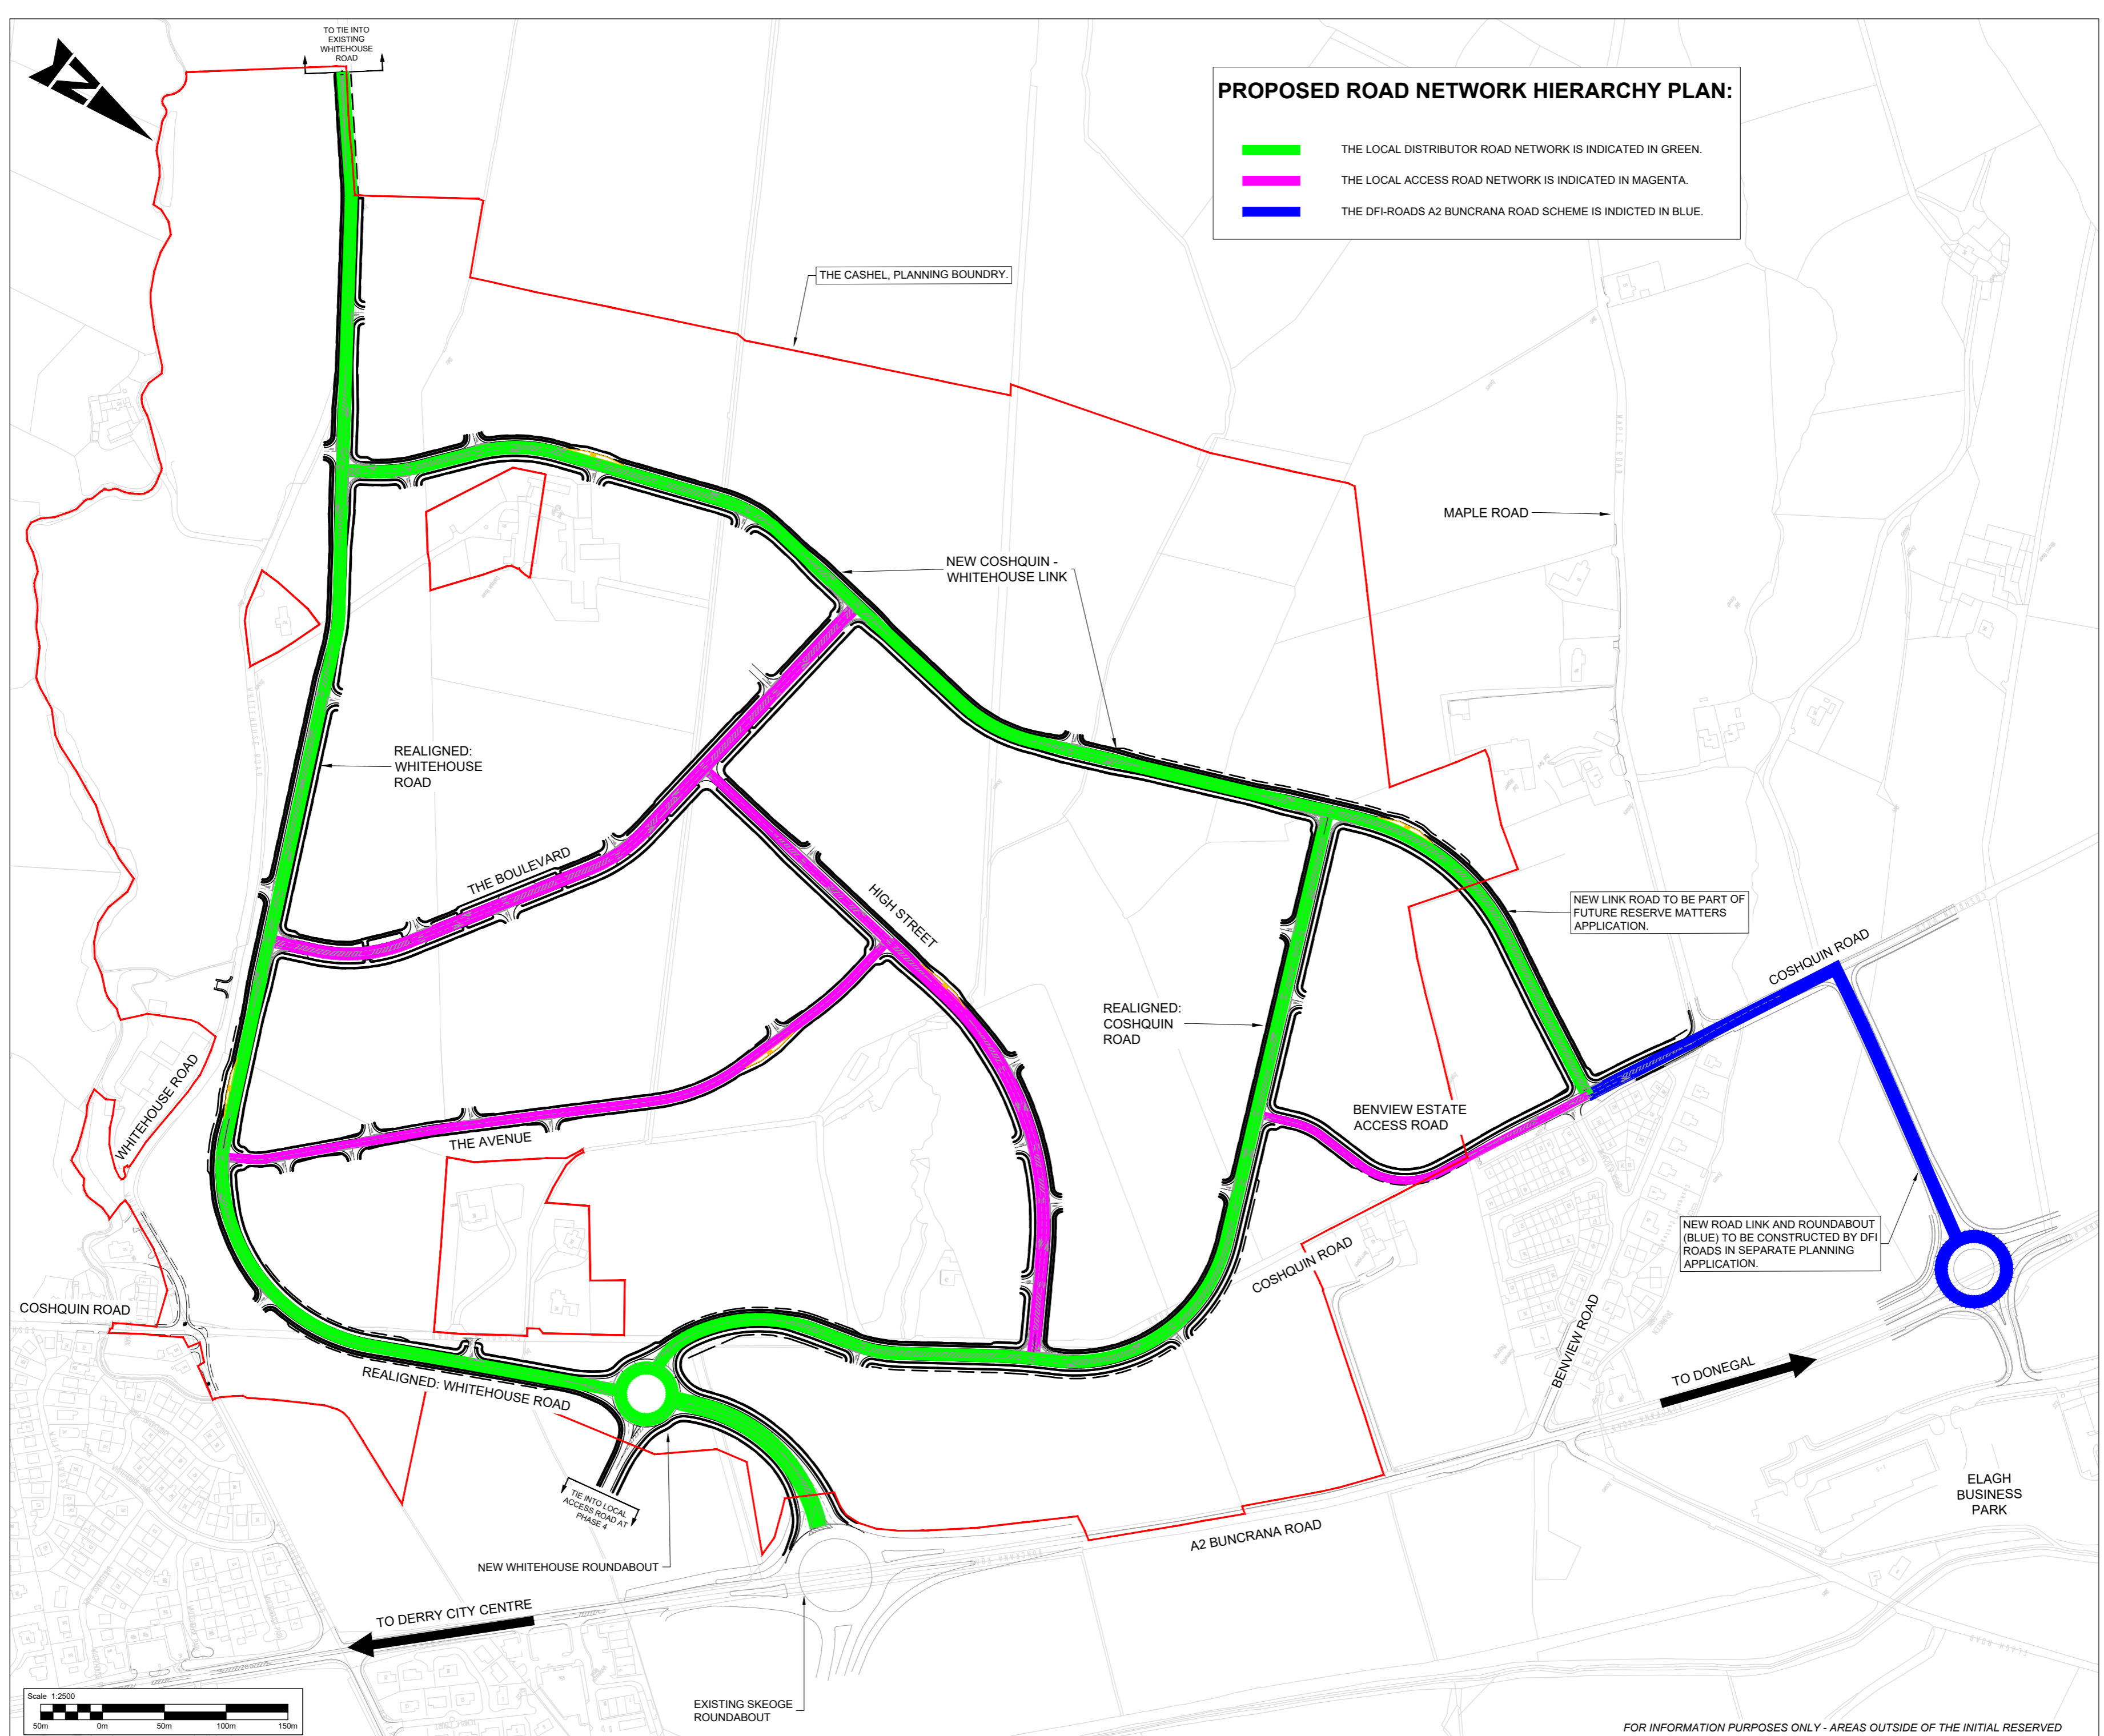 TO TIE INTO
EXISTING
WHITEHOUSE
ROAD
N
PROPOSED ROAD NETWORK HIERARCHY PLAN:
THE LOCAL DISTRIBUTOR ROAD NETWORK IS INDICATED IN GREEN.
THE LOCAL ACCESS ROAD NETWORK IS INDICATED IN MAGENTA.
THE DFI-ROADS A2 BUNCRANA ROAD SCHEME IS INDICTED IN BLUE.
THE CASHEL, PLANNING BOUNDRY.
MAPLE ROAD
MAPLE ROAD
NEW COSHQUIN -
WHITEHOUSE LINK
WHITEHOUSE ROAD
REALIGNED:
WHITEHOUSE
ROAD
THE BOULEVARD
HIGH STREET
NEW LINK ROAD TO BE PART OF
FUTURE RESERVE MATTERS
APPLICATION.
COSHQUIN ROAD
REALIGNED:
COSHQUIN
ROAD
WHITEHOUSE ROAD
THE AVENUE
BENVIEW ESTATE
ACCESS ROAD
NEW ROAD LINK AND ROUNDABOUT
(BLUE) TO BE CONSTRUCTED BY DFI
ROADS IN SEPARATE PLANNING
APPLICATION.
COSHQUIN ROAD
COSHQUIN ROAD
BENVIEW ROAD
TO DONEGAL
REALIGNED: WHITEHOUSE ROAD
TIE INTO LOCAL
ACCESS ROAD AT
PHASE 4
ELAGH
BUSINESS
PARK
A2 BUNCRANA ROAD
NEW WHITEHOUSE ROUNDABOUT
TO DERRY CITY CENTRE
EXISTING SKEOGE
ROUNDABOUT
Scale 1:2500
50m 0m 50m 100m 150m
FOR INFORMATION PURPOSES ONLY - AREAS OUTSIDE OF THE INITIAL RESERVED